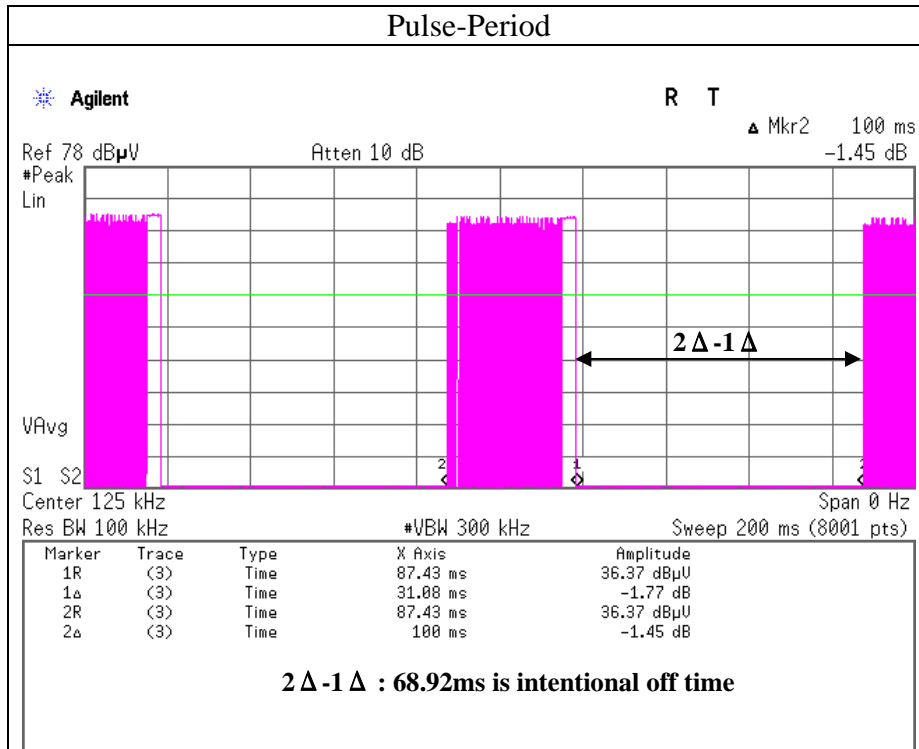 Pulse-Period
Agilent R T
Δ Mkr2 100 ms
Ref 78 dBµV Atten 10 dB -1.45 dB
#Peak
Lin
2Δ-1Δ
VAvg
2 1 2
S1 S2
Center 125 kHz Span 0 Hz
Res BW 100 kHz #VBW 300 kHz Sweep 200 ms (8001 pts)
Marker Trace Type X Axis Amplitude
1R (3) Time 87.43 ms 36.37 dBµV
1Δ (3) Time 31.08 ms -1.77 dB
2R (3) Time 87.43 ms 36.37 dBµV
2Δ (3) Time 100 ms -1.45 dB
2Δ-1Δ : 68.92ms is intentional off time